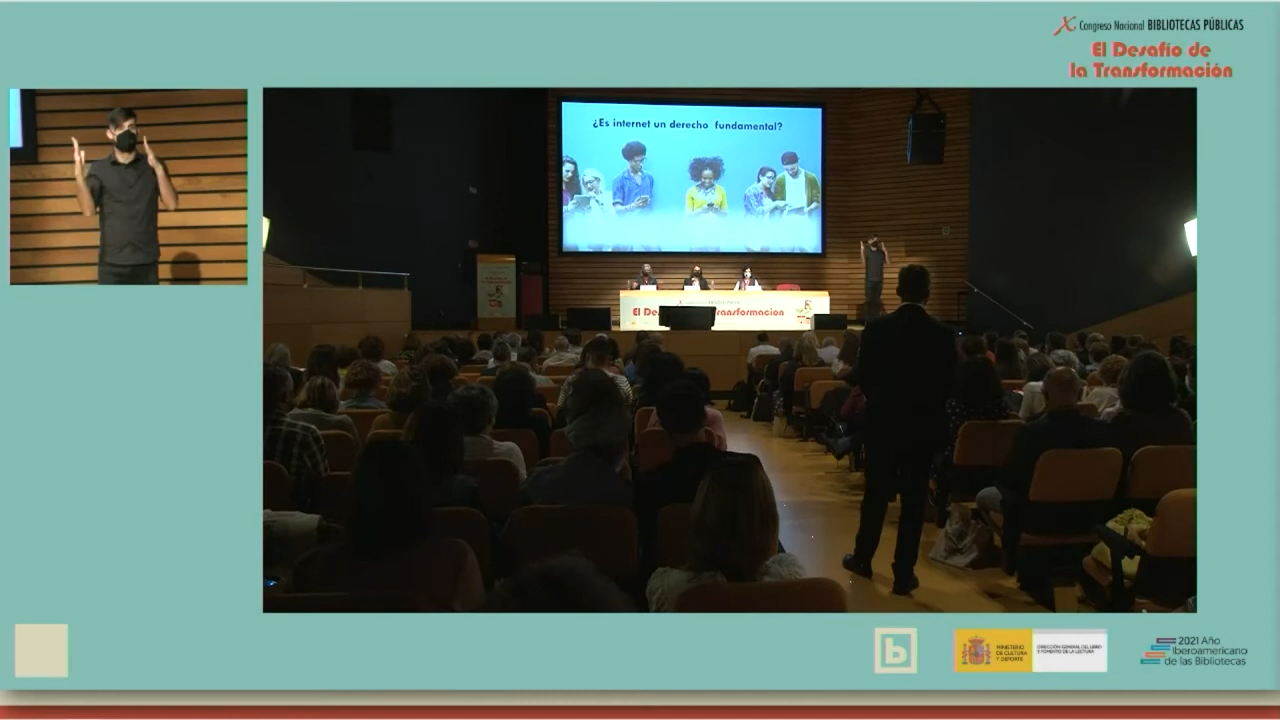 X Congreso Nacional BIBLIOTECAS PÚBLICAS
El Desafío de
la Transformación
¿Es internet un derecho fundamental?
El De
ransformación
b
MINISTERIO
DE CULTURA
Y DEPORTE
DIRECCIÓN GENERAL DEL LIBRO
Y FOMENTO DE LA LECTURA
2021 Año
Iberoamericano
de las Bibliotecas